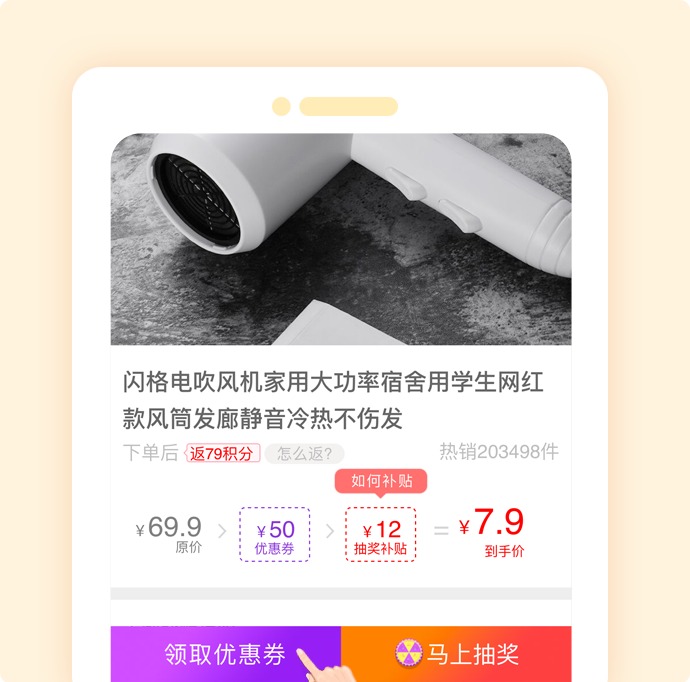 闪格电吹风机家用大功率宿舍用学生网红
款风筒发廊静音冷热不伤发
下单后 返79积分 怎么返? 热销203498件
如何补贴
¥69.9 ¥50 ¥12 = ¥7.9
原价 优惠券 抽奖补贴 到手价
领取优惠券 马上抽奖